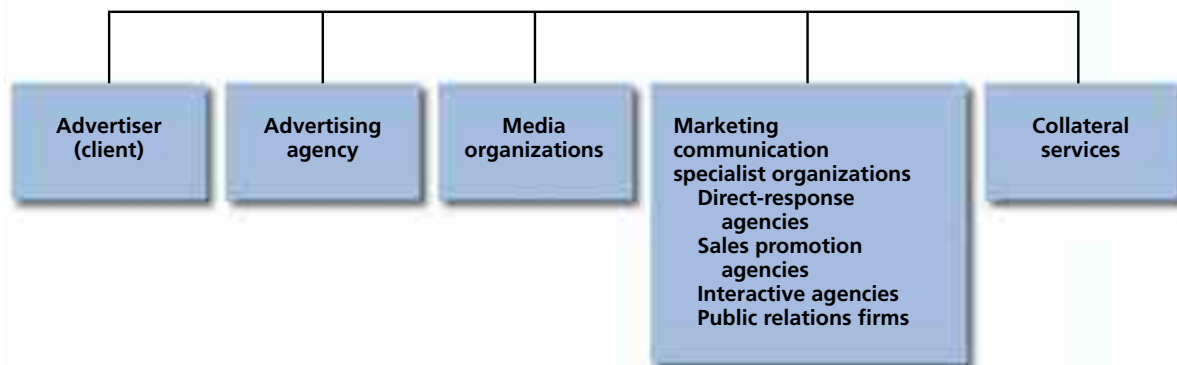 Advertiser
(client)
Advertising
agency
Media
organizations
Marketing
communication
specialist organizations
Direct-response
agencies
Sales promotion
agencies
Interactive agencies
Public relations firms
Collateral
services